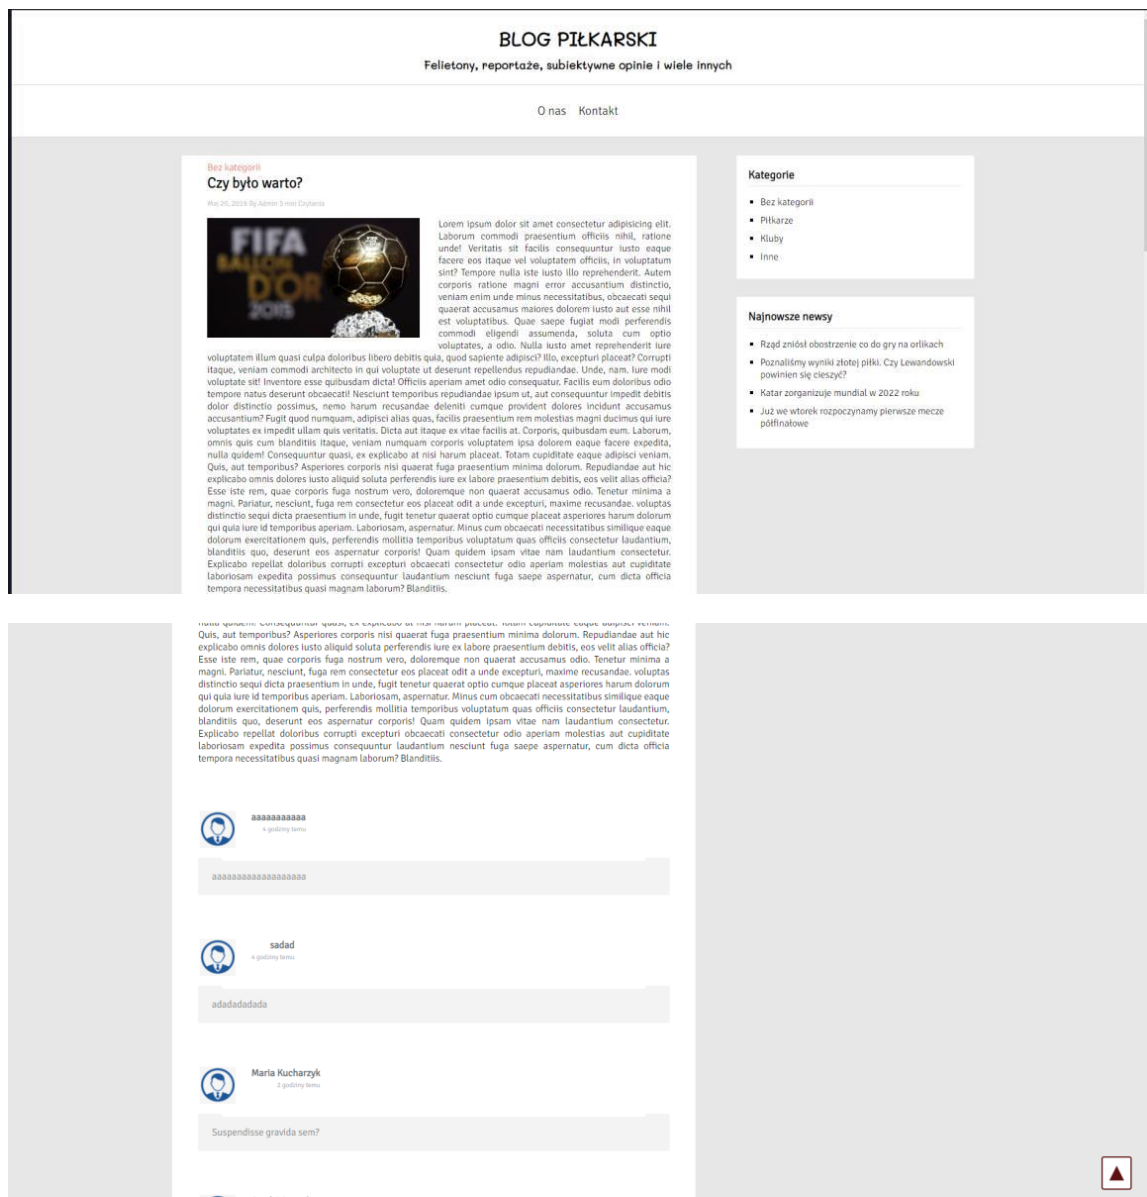 BLOG PIŁKARSKI
Felietony, reportaże, subiektywne opinie i wiele innych
O nas Kontakt
Bez kategorii
Czy było warto?
Maj 20, 2019 By Admin 5 min Czytania
FIFA
BALLON
D'OR
2015
Lorem ipsum dolor sit amet consectetur adipisicing elit.
Laborum commodi praesentium officiis nihil, ratione
unde! Veritatis sit facilis consequuntur iusto eaque
facere eos itaque vel voluptatem officiis, in voluptatum
sint? Tempore nulla iste iusto illo reprehenderit. Autem
corporis ratione magni error accusantium distinctio,
veniam enim unde minus necessitatibus, obcaecati sequi
quaerat accusamus maiores dolorem iusto aut esse nihil
est voluptatibus. Quae saepe fugiat modi perferendis
commodi eligendi assumenda, soluta cum optio
voluptates, a odio. Nulla iusto amet reprehenderit iure
voluptatem illum quasi culpa doloribus libero debitis quia, quod sapiente adipisci? Illo, excepturi placeat? Corrupti
itaque, veniam commodi architecto in qui voluptate ut deserunt repellendus repudiandae. Unde, nam. Iure modi
voluptate sit! Inventore esse quibusdam dicta! Officiis aperiam amet odio consequatur. Facilis eum doloribus odio
tempore natus deserunt obcaecati! Nesciunt temporibus repudiandae ipsum ut, aut consequuntur impedit debitis
dolor distinctio possimus, nemo harum recusandae deleniti cumque provident dolores incidunt accusamus
accusantium? Fugit quod numquam, adipisci alias quas, facilis praesentium rem molestias magni ducimus qui iure
voluptates ex impedit ullam quis veritatis. Dicta aut itaque ex vitae facilis at. Corporis, quibusdam eum. Laborum,
omnis quis cum blanditiis itaque, veniam numquam corporis voluptatem ipsa dolorem eaque facere expedita,
nulla quidem! Consequuntur quasi, ex explicabo at nisi harum placeat. Totam cupiditate eaque adipisci veniam.
Quis, aut temporibus? Asperiores corporis nisi quaerat fuga praesentium minima dolorum. Repudiandae aut hic
explicabo omnis dolores iusto aliquid soluta perferendis iure ex labore praesentium debitis, eos velit alias officia?
Esse iste rem, quae corporis fuga nostrum vero, doloremque non quaerat accusamus odio. Tenetur minima a
magni. Pariatur, nesciunt, fuga rem consectetur eos placeat odit a unde excepturi, maxime recusandae. voluptas
distinctio sequi dicta praesentium in unde, fugit tenetur quaerat optio cumque placeat asperiores harum dolorum
qui quia iure id temporibus aperiam. Laboriosam, aspernatur. Minus cum obcaecati necessitatibus similique eaque
dolorum exercitationem quis, perferendis mollitia temporibus voluptatum quas officiis consectetur laudantium,
blanditiis quo, deserunt eos aspernatur corporis! Quam quidem ipsam vitae nam laudantium consectetur.
Explicabo repellat doloribus corrupti excepturi obcaecati consectetur odio aperiam molestias aut cupiditate
laboriosam expedita possimus consequuntur laudantium nesciunt fuga saepe aspernatur, cum dicta officia
tempora necessitatibus quasi magnam laborum? Blanditiis.
Kategorie
Bez kategorii
Piłkarze
Kluby
Inne
Najnowsze newsy
Rząd zniósł obostrzenie co do gry na orlikach
Poznaliśmy wyniki złotej piłki. Czy Lewandowski
powinien się cieszyć?
Katar zorganizuje mundial w 2022 roku
Już we wtorek rozpoczynamy pierwsze mecze
półfinałowe
nulla quidem! Consequuntur quasi, ex explicabo at nisi harum placeat. Totam cupiditate eaque adipisci veniam.
Quis, aut temporibus? Asperiores corporis nisi quaerat fuga praesentium minima dolorum. Repudiandae aut hic
explicabo omnis dolores iusto aliquid soluta perferendis iure ex labore praesentium debitis, eos velit alias officia?
Esse iste rem, quae corporis fuga nostrum vero, doloremque non quaerat accusamus odio. Tenetur minima a
magni. Pariatur, nesciunt, fuga rem consectetur eos placeat odit a unde excepturi, maxime recusandae. voluptas
distinctio sequi dicta praesentium in unde, fugit tenetur quaerat optio cumque placeat asperiores harum dolorum
qui quia iure id temporibus aperiam. Laboriosam, aspernatur. Minus cum obcaecati necessitatibus similique eaque
dolorum exercitationem quis, perferendis mollitia temporibus voluptatum quas officiis consectetur laudantium,
blanditiis quo, deserunt eos aspernatur corporis! Quam quidem ipsam vitae nam laudantium consectetur.
Explicabo repellat doloribus corrupti excepturi obcaecati consectetur odio aperiam molestias aut cupiditate
laboriosam expedita possimus consequuntur laudantium nesciunt fuga saepe aspernatur, cum dicta officia
tempora necessitatibus quasi magnam laborum? Blanditiis.
aaaaaaaaaaa
4 godziny temu
aaaaaaaaaaaaaaaaaaa
sadad
4 godziny temu
adadadadada
Maria Kucharzyk
2 godziny temu
Suspendisse gravida sem?